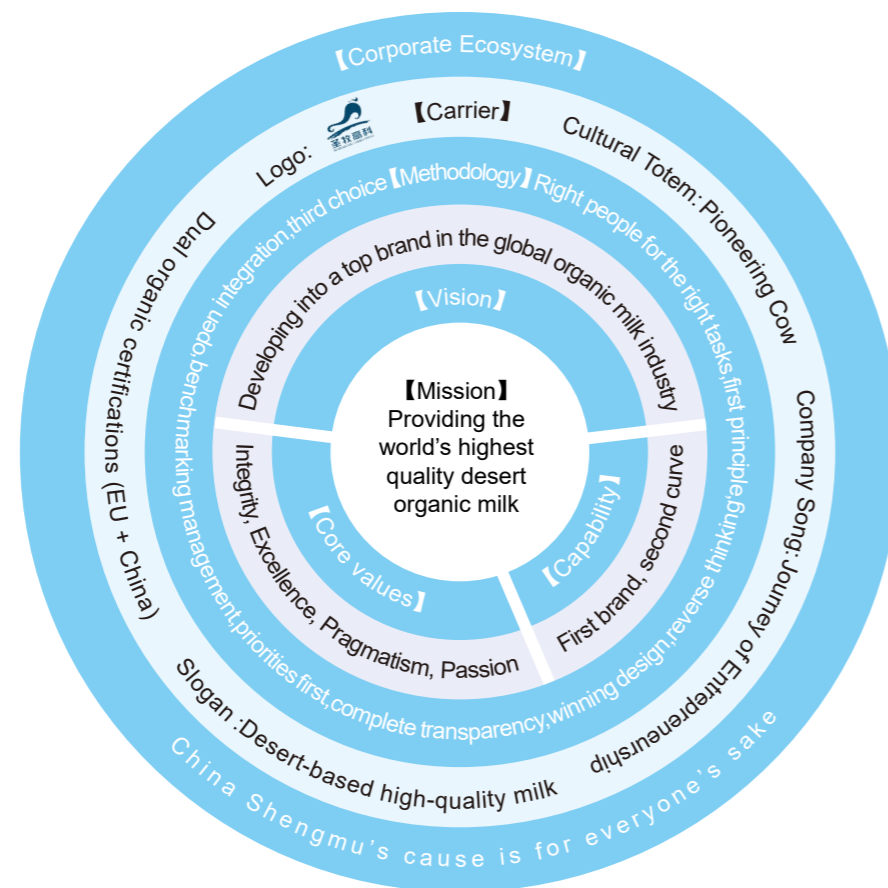 【Corporate Ecosystem】
China Shengmu's cause is for everyone's sake
【Carrier】
Logo:
圣牧高科
Cultural Totem: Pioneering Cow
Company Song:Journey of Entrepreneurship
Slogan :Desert-based high-quality milk
Dual organic certifications (EU + China)
【Methodology】
Right people for the right tasks,first principle,reverse thinking,winning design,complete transparency,priorities first,benchmarking management,open integration,third choice
Developing into a top brand in the global organic milk industry
【Vision】
【Mission】
Providing the
world's highest
quality desert
organic milk
【Core values】
Integrity, Excellence, Pragmatism, Passion
【Capability】
First brand, second curve